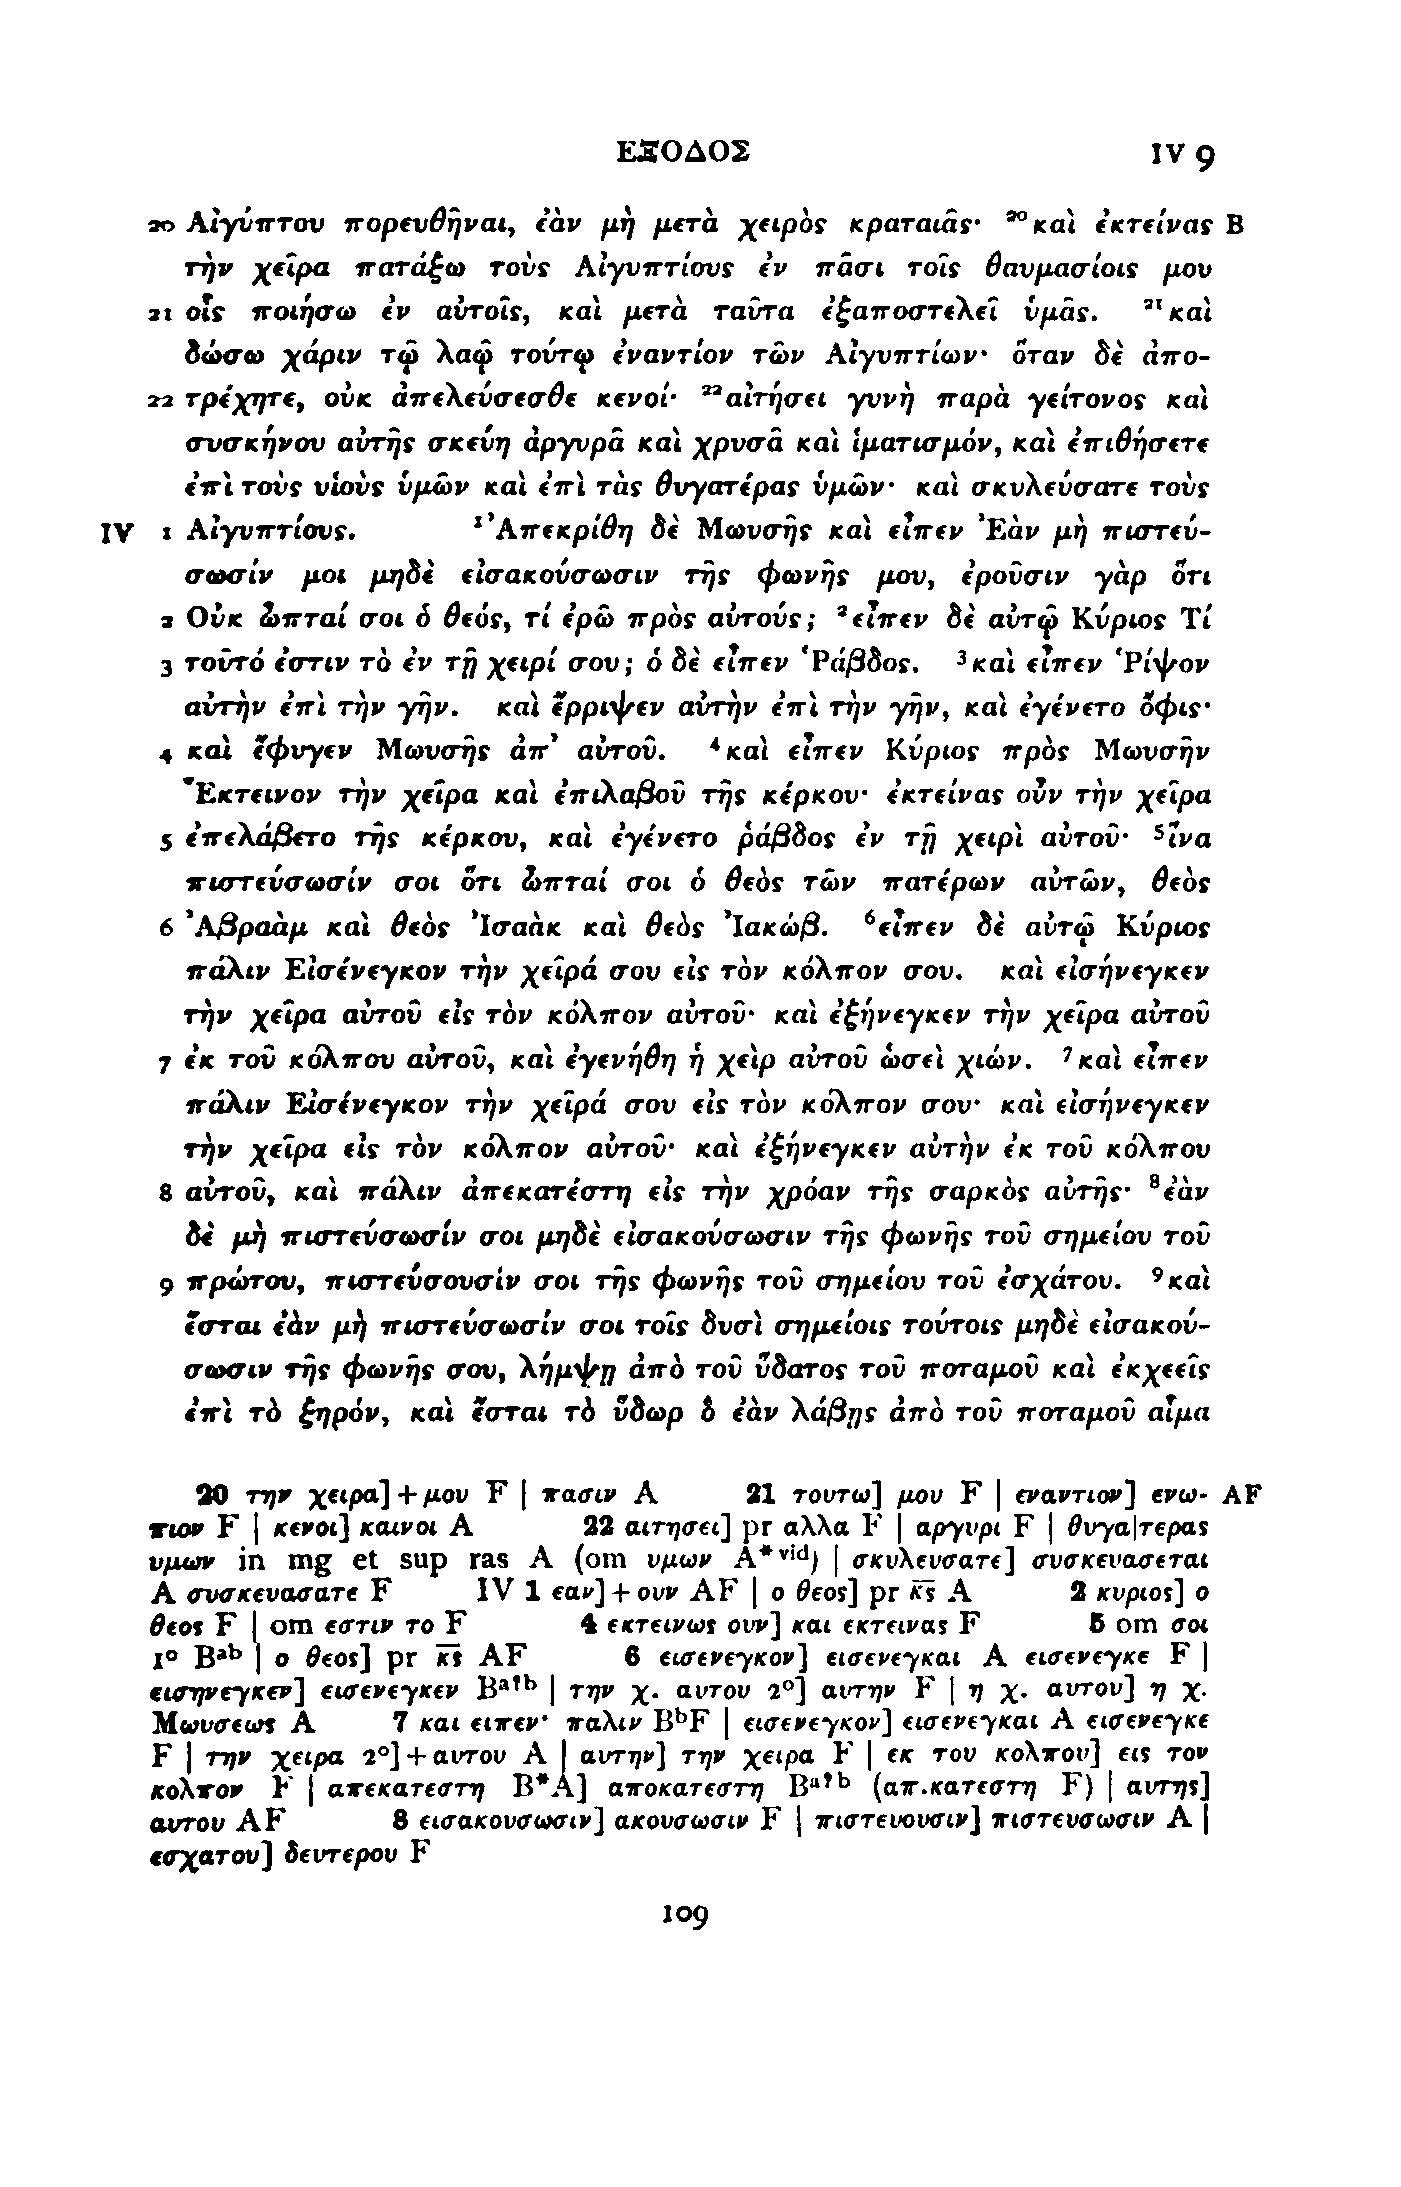 ΕΞΟΔΟΣ IV 9
20 Αἰγύπτου πορευθῆναι, ἐὰν μὴ μετὰ χειρὸς κραταιᾶς· ²⁰καὶ ἐκτείνας B
τὴν χεῖρα πατάξω τοὺς Αἰγυπτίους ἐν πᾶσι τοῖς θαυμασίοις μου
21 οἷς ποιήσω ἐν αὐτοῖς, καὶ μετὰ ταῦτα ἐξαποστελεῖ ὑμᾶς. ²¹καὶ
δώσω χάριν τῷ λαῷ τούτῳ ἐναντίον τῶν Αἰγυπτίων· ὅταν δὲ ἀπο-
22 τρέχητε, οὐκ ἀπελεύσεσθε κενοί· ²²αἰτήσει γυνὴ παρὰ γείτονος καὶ
συσκήνου αὐτῆς σκεύη ἀργυρᾶ καὶ χρυσᾶ καὶ ἱματισμόν, καὶ ἐπιθήσετε
ἐπὶ τοὺς υἱοὺς ὑμῶν καὶ ἐπὶ τὰς θυγατέρας ὑμῶν· καὶ σκυλεύσατε τοὺς
IV 1 Αἰγυπτίους. ¹Ἀπεκρίθη δὲ Μωυσῆς καὶ εἶπεν Ἐὰν μὴ πιστεύ-
σωσίν μοι μηδὲ εἰσακούσωσιν τῆς φωνῆς μου, ἐροῦσιν γὰρ ὅτι
2 Οὐκ ὦπταί σοι ὁ θεός, τί ἐρῶ πρὸς αὐτούς; ²εἶπεν δὲ αὐτῷ Κύριος Τί
3 τοῦτό ἐστιν τὸ ἐν τῇ χειρί σου; ὁ δὲ εἶπεν Ῥάβδος. ³καὶ εἶπεν Ῥίψον
αὐτὴν ἐπὶ τὴν γῆν. καὶ ἔρριψεν αὐτὴν ἐπὶ τὴν γῆν, καὶ ἐγένετο ὄφις·
4 καὶ ἔφυγεν Μωυσῆς ἀπ’ αὐτοῦ. ⁴καὶ εἶπεν Κύριος πρὸς Μωυσῆν
Ἔκτεινον τὴν χεῖρα καὶ ἐπιλαβοῦ τῆς κέρκου· ἐκτείνας οὖν τὴν χεῖρα
5 ἐπελάβετο τῆς κέρκου, καὶ ἐγένετο ῥάβδος ἐν τῇ χειρὶ αὐτοῦ· ⁵ἵνα
πιστεύσωσίν σοι ὅτι ὦπταί σοι ὁ θεὸς τῶν πατέρων αὐτῶν, θεὸς
6 Ἀβραὰμ καὶ θεὸς Ἰσαὰκ καὶ θεὸς Ἰακώβ. ⁶εἶπεν δὲ αὐτῷ Κύριος
πάλιν Εἰσένεγκον τὴν χεῖρά σου εἰς τὸν κόλπον σου. καὶ εἰσήνεγκεν
τὴν χεῖρα αὐτοῦ εἰς τὸν κόλπον αὐτοῦ· καὶ ἐξήνεγκεν τὴν χεῖρα αὐτοῦ
7 ἐκ τοῦ κόλπου αὐτοῦ, καὶ ἐγενήθη ἡ χεὶρ αὐτοῦ ὡσεὶ χιών. ⁷καὶ εἶπεν
πάλιν Εἰσένεγκον τὴν χεῖρά σου εἰς τὸν κόλπον σου· καὶ εἰσήνεγκεν
τὴν χεῖρα εἰς τὸν κόλπον αὐτοῦ· καὶ ἐξήνεγκεν αὐτὴν ἐκ τοῦ κόλπου
8 αὐτοῦ, καὶ πάλιν ἀπεκατέστη εἰς τὴν χρόαν τῆς σαρκὸς αὐτῆς· ⁸ἐὰν
δὲ μὴ πιστεύσωσίν σοι μηδὲ εἰσακούσωσιν τῆς φωνῆς τοῦ σημείου τοῦ
9 πρώτου, πιστεύσουσίν σοι τῆς φωνῆς τοῦ σημείου τοῦ ἐσχάτου. ⁹καὶ
ἔσται ἐὰν μὴ πιστεύσωσίν σοι τοῖς δυσὶ σημείοις τούτοις μηδὲ εἰσακού-
σωσιν τῆς φωνῆς σου, λήμψῃ ἀπὸ τοῦ ὕδατος τοῦ ποταμοῦ καὶ ἐκχεεῖς
ἐπὶ τὸ ξηρόν, καὶ ἔσται τὸ ὕδωρ ὃ ἐὰν λάβῃς ἀπὸ τοῦ ποταμοῦ αἷμα
20 την χειρα] + μου F | πασιν A 21 τουτω] μου F | εναντιον] ενω- AF
πιον F | κενοι] καινοι A 22 αιτησει] pr αλλα F | αργυρι F | θυγα|τερας
υμων in mg et sup ras A (om υμων A*vid) | σκυλευσατε] συσκευασεται
A συσκευασατε F IV 1 εαν] + ουν AF | ο θεος] pr κ̅ς̅ A 2 κυριος] ο
θεος F | om εστιν το F 4 εκτεινως ουν] και εκτεινας F 5 om σοι
1° Bᵃᵇ | ο θεος] pr κ̅ς̅ AF 6 εισενεγκον] εισενεγκαι A εισενεγκε F |
εισηνεγκεν] εισενεγκεν Bᵃ?ᵇ | την χ. αυτου 2°] αυτην F | η χ. αυτου] η χ.
Μωυσεως A 7 και ειπεν· παλιν BᵇF | εισενεγκον] εισενεγκαι A εισενεγκε
F | την χειρα 2°] + αυτου A | αυτην] την χειρα F | εκ του κολπου] εις τον
κολπον F | απεκατεστη B*A] αποκατεστη Bᵃ?ᵇ (απ.κατεστη F) | αυτης]
αυτου AF 8 εισακουσωσιν] ακουσωσιν F | πιστευουσιν] πιστευσωσιν A |
εσχατου] δευτερου F
109